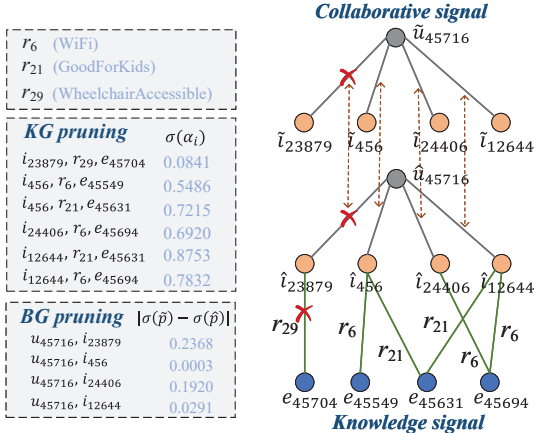 r₆ (WiFi)
r₂₁ (GoodForKids)
r₂₉ (WheelchairAccessible)
KG pruning σ(αᵢ)
i₂₃₈₇₉, r₂₉, e₄₅₇₀₄ 0.0841
i₄₅₆, r₆, e₄₅₅₄₉ 0.5486
i₄₅₆, r₂₁, e₄₅₆₃₁ 0.7215
i₂₄₄₀₆, r₆, e₄₅₆₉₄ 0.6920
i₁₂₆₄₄, r₂₁, e₄₅₆₃₁ 0.8753
i₁₂₆₄₄, r₆, e₄₅₆₉₄ 0.7832
BG pruning |σ(p̃) − σ(p̂)|
u₄₅₇₁₆, i₂₃₈₇₉ 0.2368
u₄₅₇₁₆, i₄₅₆ 0.0003
u₄₅₇₁₆, i₂₄₄₀₆ 0.1920
u₄₅₇₁₆, i₁₂₆₄₄ 0.0291
Collaborative signal
ũ₄₅₇₁₆
ĩ₂₃₈₇₉ ĩ₄₅₆ ĩ₂₄₄₀₆ ĩ₁₂₆₄₄
û₄₅₇₁₆
î₂₃₈₇₉ î₄₅₆ î₂₄₄₀₆ î₁₂₆₄₄
r₂₉ r₆ r₂₁ r₂₁ r₆ r₆
e₄₅₇₀₄ e₄₅₅₄₉ e₄₅₆₃₁ e₄₅₆₉₄
Knowledge signal